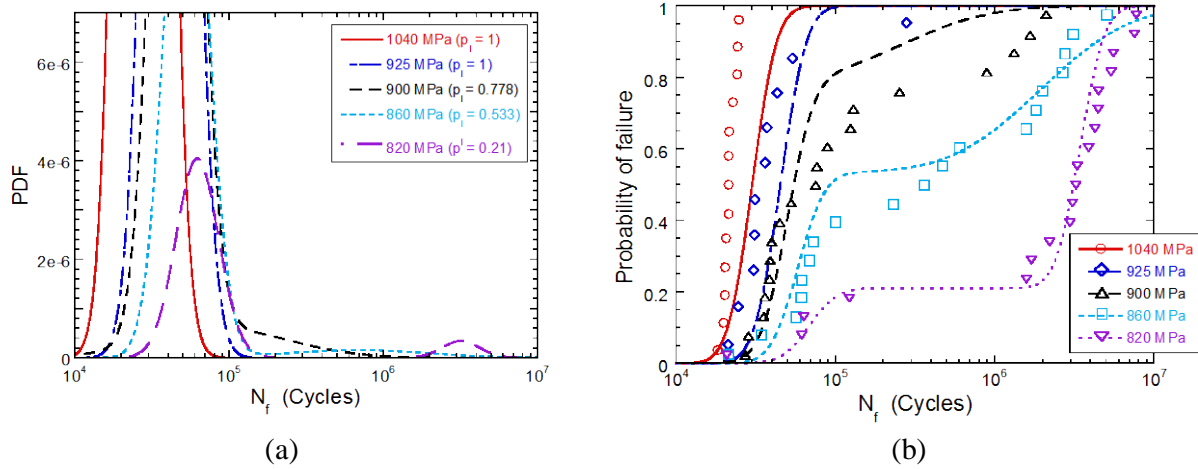 PDF
6e-6
4e-6
2e-6
0
10^4
10^5
10^6
10^7
N_f (Cycles)
1040 MPa (p_l = 1)
925 MPa (p_l = 1)
900 MPa (p_l = 0.778)
860 MPa (p_l = 0.533)
820 MPa (p^l = 0.21)
(a)
Probability of failure
1
0.8
0.6
0.4
0.2
0
10^4
10^5
10^6
10^7
N_f (Cycles)
1040 MPa
925 MPa
900 MPa
860 MPa
820 MPa
(b)